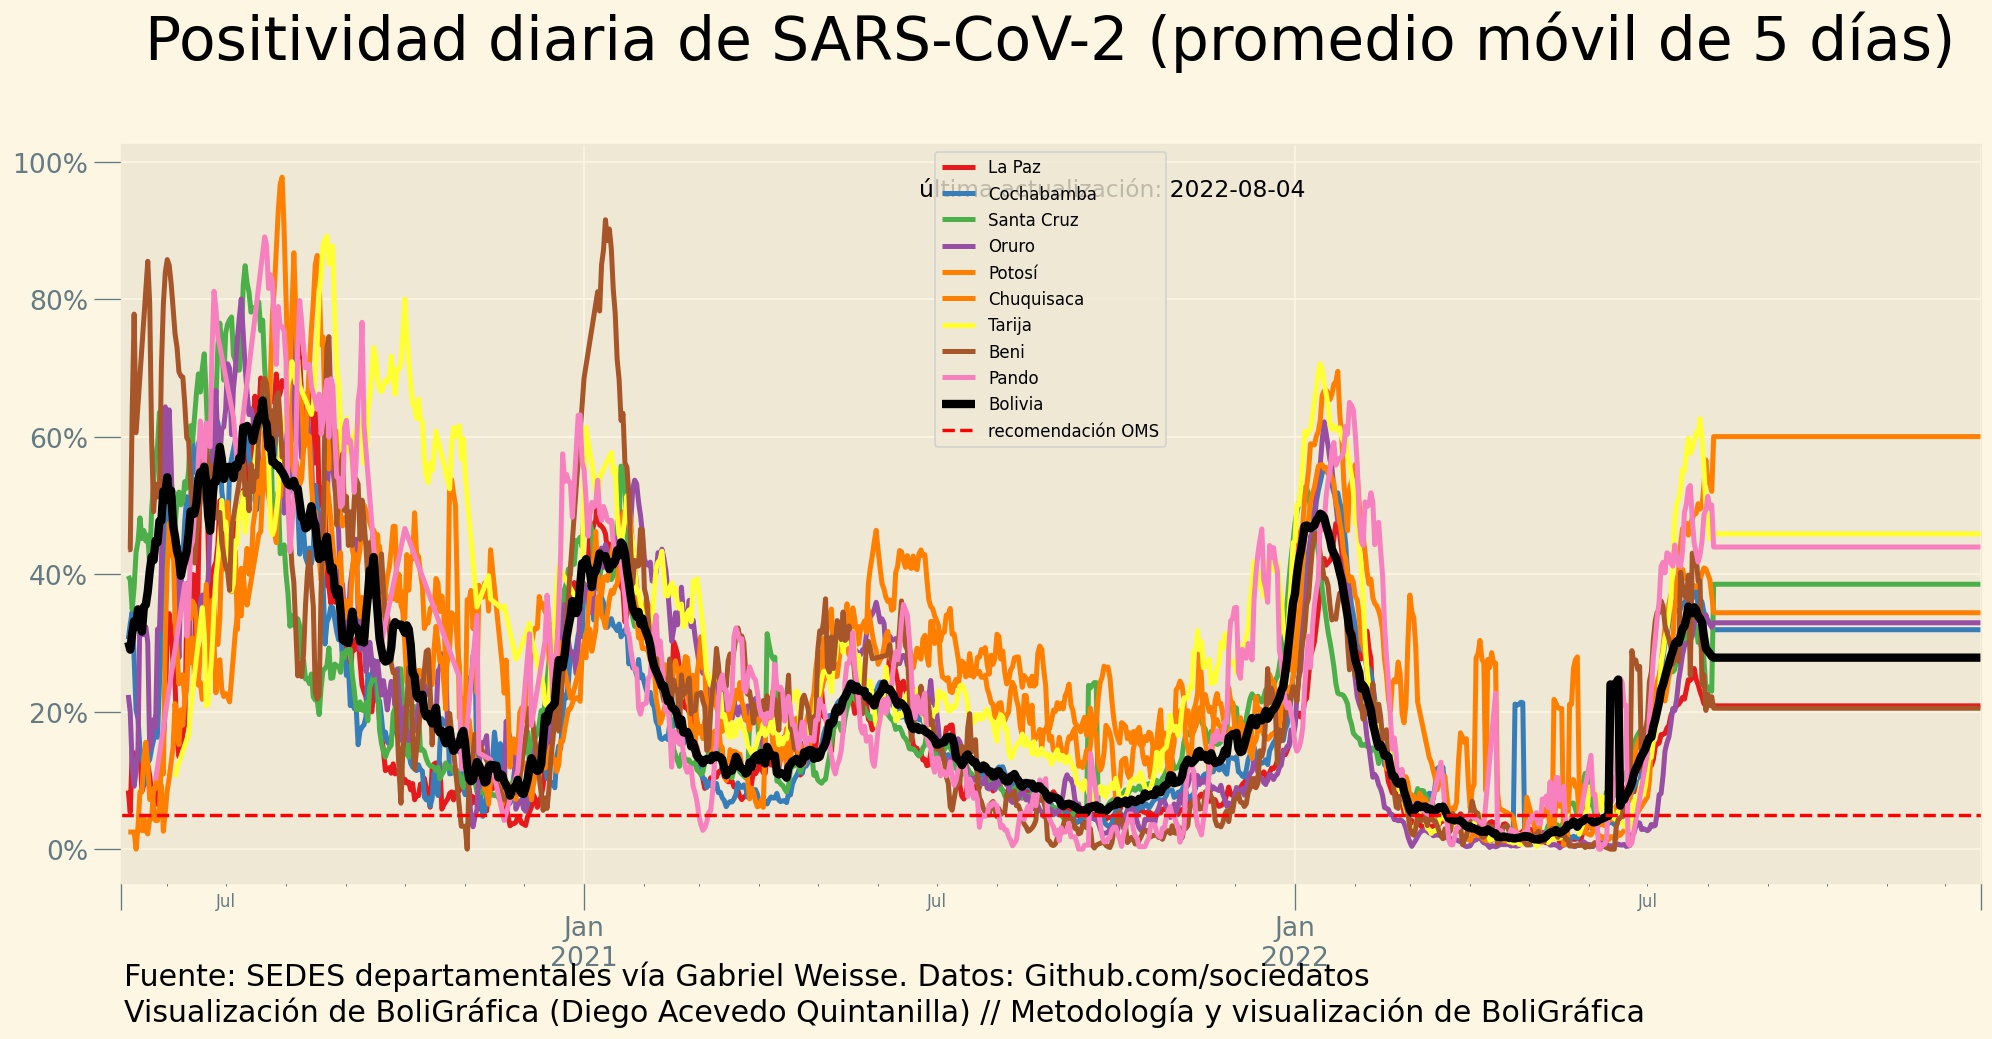 Positividad diaria de SARS-CoV-2 (promedio móvil de 5 días)
100%
80%
60%
40%
20%
0%
última actualización: 2022-08-04
La Paz
Cochabamba
Santa Cruz
Oruro
Potosí
Chuquisaca
Tarija
Beni
Pando
Bolivia
recomendación OMS
Jul
Jan
2021
Jul
Jan
2022
Jul
Fuente: SEDES departamentales vía Gabriel Weisse. Datos: Github.com/sociedatos
Visualización de BoliGráfica (Diego Acevedo Quintanilla) // Metodología y visualización de BoliGráfica